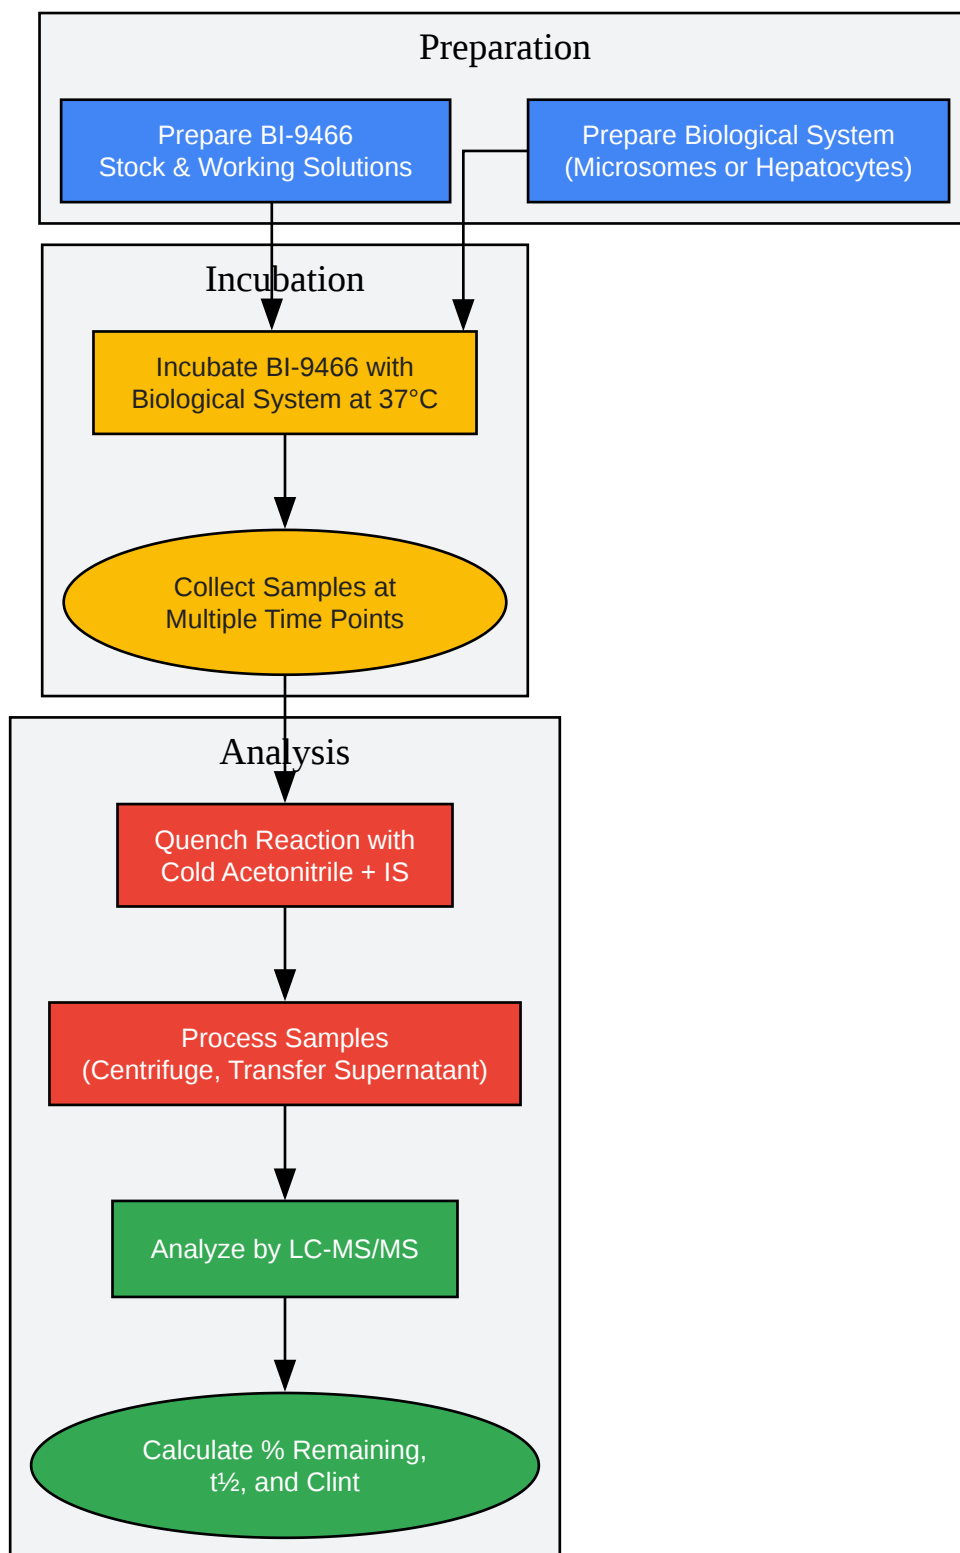 Preparation
Prepare BI-9466
Stock & Working Solutions
Prepare Biological System
(Microsomes or Hepatocytes)
Incubation
Incubate BI-9466 with
Biological System at 37°C
Collect Samples at
Multiple Time Points
Analysis
Quench Reaction with
Cold Acetonitrile + IS
Process Samples
(Centrifuge, Transfer Supernatant)
Analyze by LC-MS/MS
Calculate % Remaining,
t½, and Clint